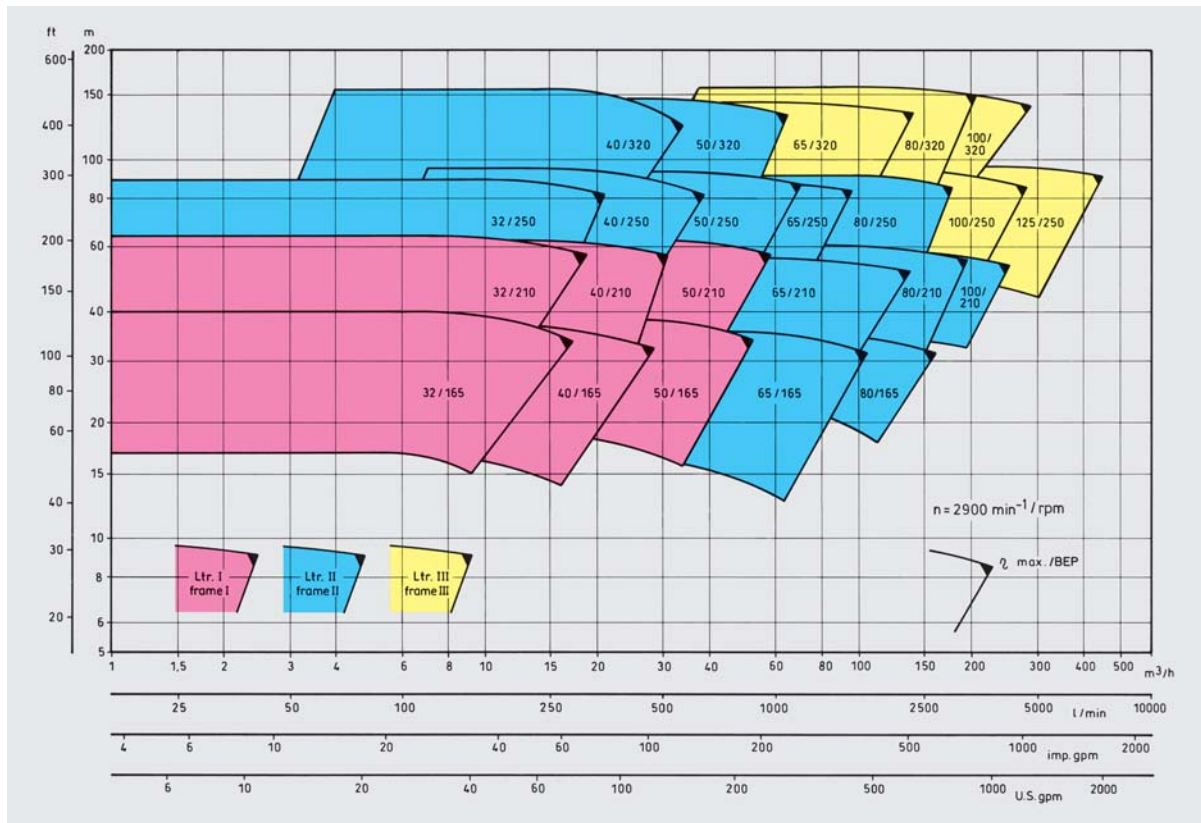 ft m
200
600
150
400
100
300
80
60
200
150
40
100
30
80
20
60
15
40
10
30
8
20
6
5
40/320 50/320 65/320 80/320 100/
320
32/250 40/250 50/250 65/250 80/250 100/250 125/250
32/210 40/210 50/210 65/210 80/210 100/
210
32/165 40/165 50/165 65/165 80/165
n = 2900 min⁻¹/rpm
η max./BEP
Ltr. I
frame I
Ltr. II
frame II
Ltr. III
frame III
1 1,5 2 3 4 6 8 10 15 20 30 40 60 80 100 150 200 300 400 500
m³/h
25 50 100 250 500 1000 2500 5000 10000
l/min
4 6 10 20 40 60 100 200 500 1000 2000
imp.gpm
6 10 20 40 60 100 200 500 1000 2000
U.S.gpm